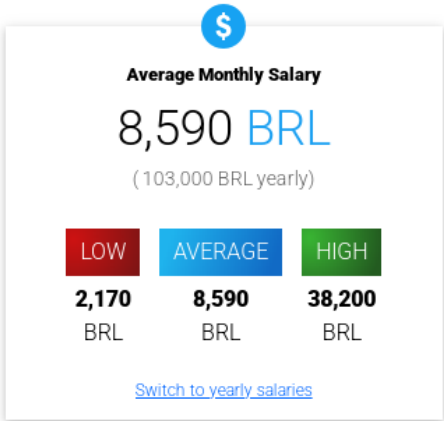 $
Average Monthly Salary
8,590 BRL
( 103,000 BRL yearly)
LOW AVERAGE HIGH
2,170 8,590 38,200
BRL BRL BRL
Switch to yearly salaries